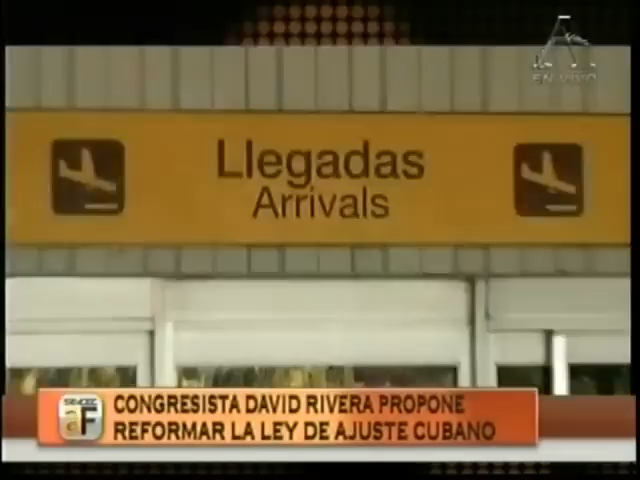 EN VIVO
Llegadas
Arrivals
CONGRESISTA DAVID RIVERA PROPONE
REFORMAR LA LEY DE AJUSTE CUBANO